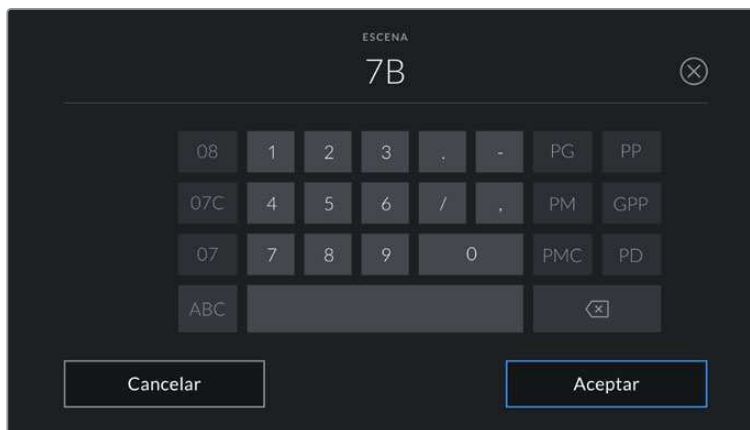 ESCENA
7B
08 1 2 3 . - PG PP
07C 4 5 6 / , PM GPP
07 7 8 9 0 PMC PD
ABC
Cancelar Aceptar